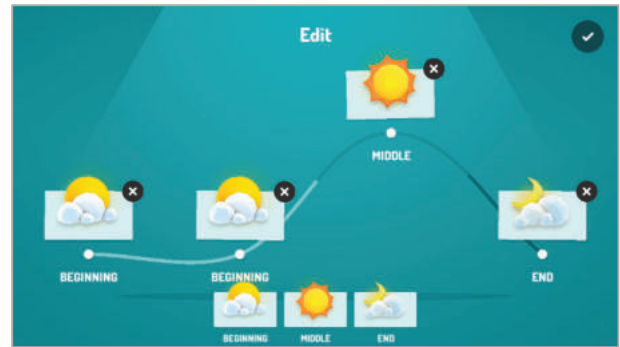 Edit
MIDDLE
BEGINNING
BEGINNING
END
BEGINNING
MIDDLE
END